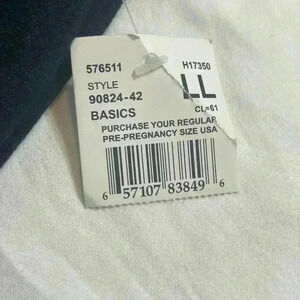 576511 H17350
STYLE LL
90824-42 CL=61
BASICS
PURCHASE YOUR REGULAR
PRE-PREGNANCY SIZE USA
6 57107 83849 6